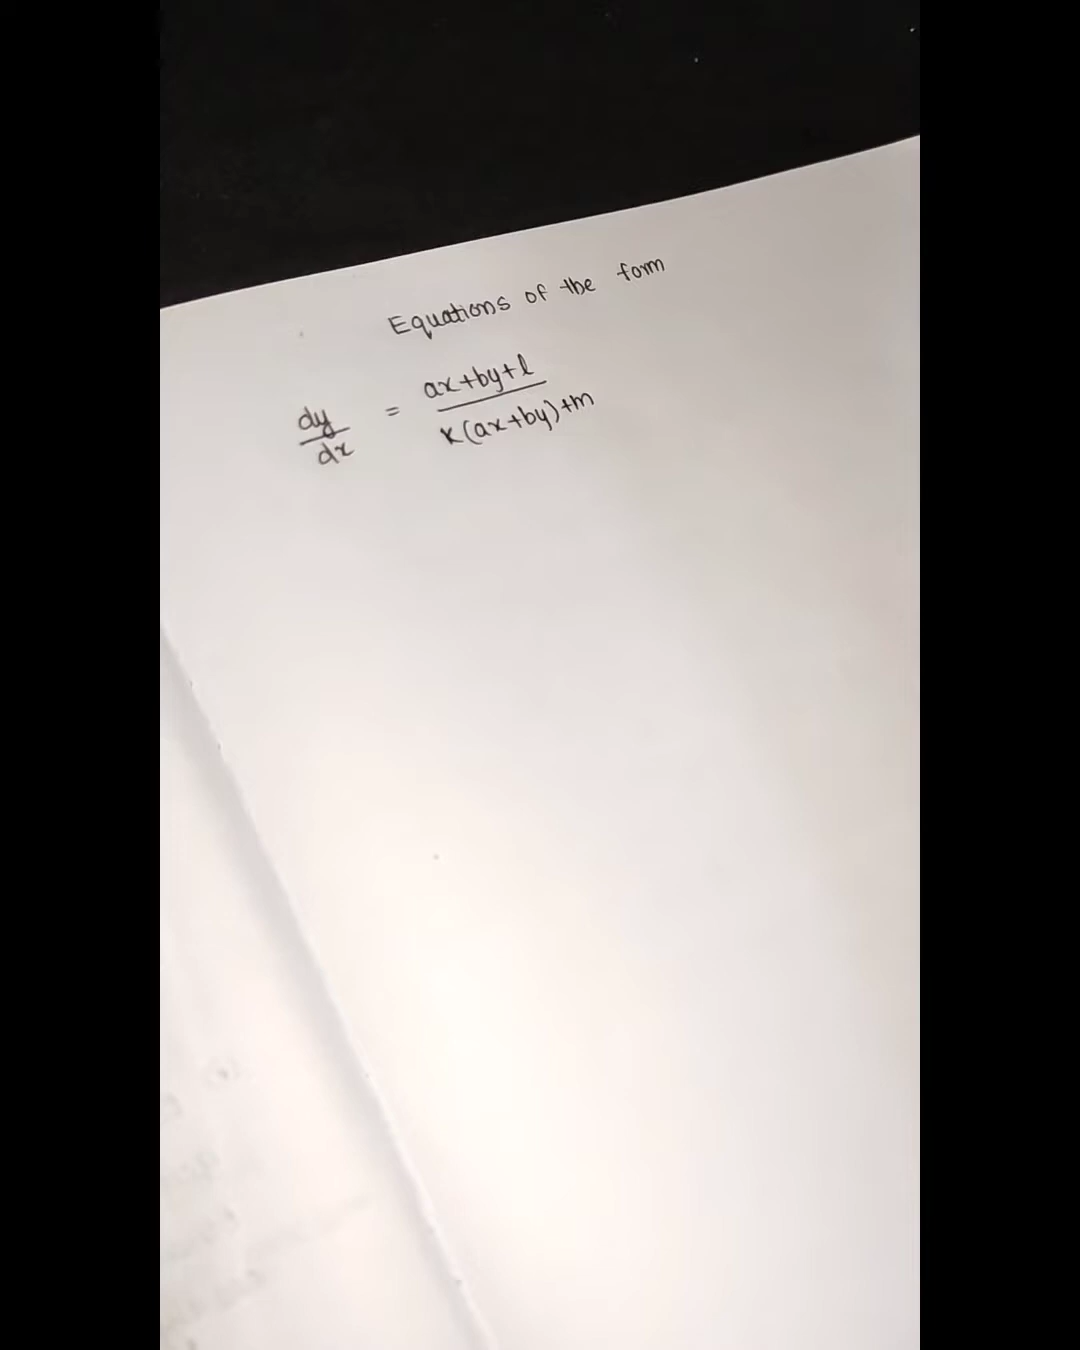 Equations of the form
dy/dx = ax+by+l / k(ax+by)+m